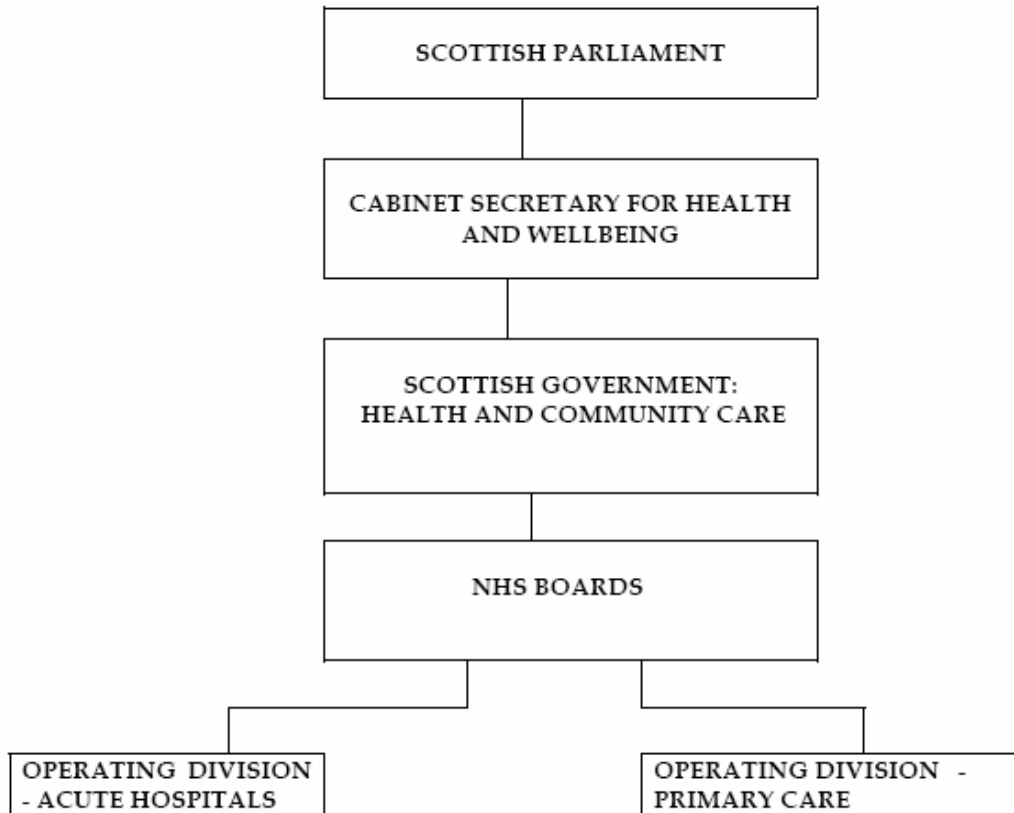 SCOTTISH PARLIAMENT
CABINET SECRETARY FOR HEALTH
AND WELLBEING
SCOTTISH GOVERNMENT:
HEALTH AND COMMUNITY CARE
NHS BOARDS
OPERATING DIVISION
- ACUTE HOSPITALS
OPERATING DIVISION -
PRIMARY CARE